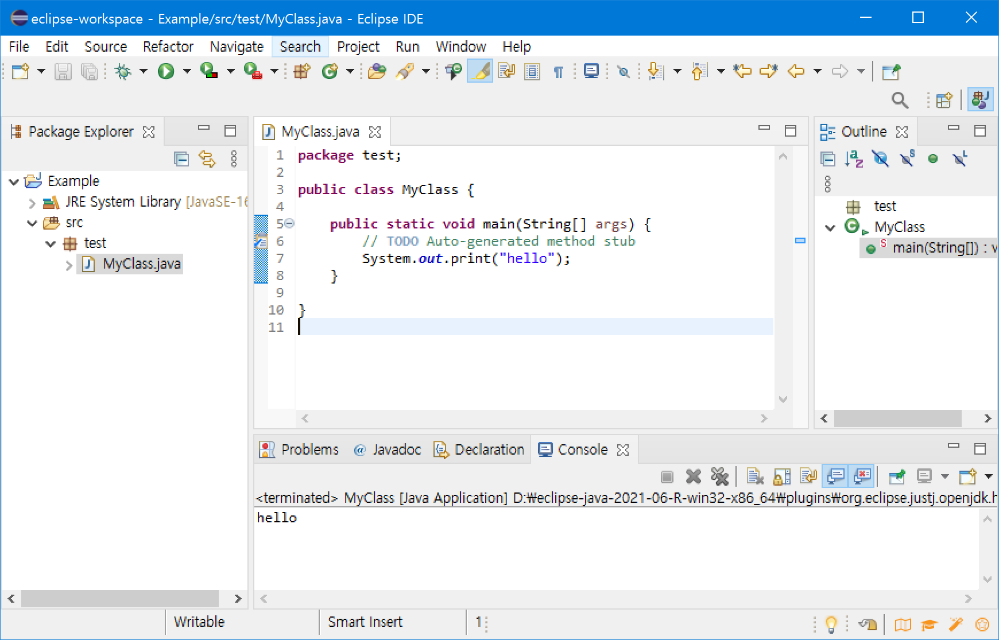 eclipse-workspace - Example/src/test/MyClass.java - Eclipse IDE
File Edit Source Refactor Navigate Search Project Run Window Help
Package Explorer
Example
JRE System Library [JavaSE-16
src
test
MyClass.java
MyClass.java
1 package test;
2
3 public class MyClass {
4
5 public static void main(String[] args) {
6 // TODO Auto-generated method stub
7 System.out.print("hello");
8 }
9
10 }
11
Outline
test
MyClass
main(String[]) : v
Problems @ Javadoc Declaration Console
<terminated> MyClass [Java Application] D:₩eclipse-java-2021-06-R-win32-x86_64₩plugins₩org.eclipse.justj.openjdk.h
hello
Writable Smart Insert 1